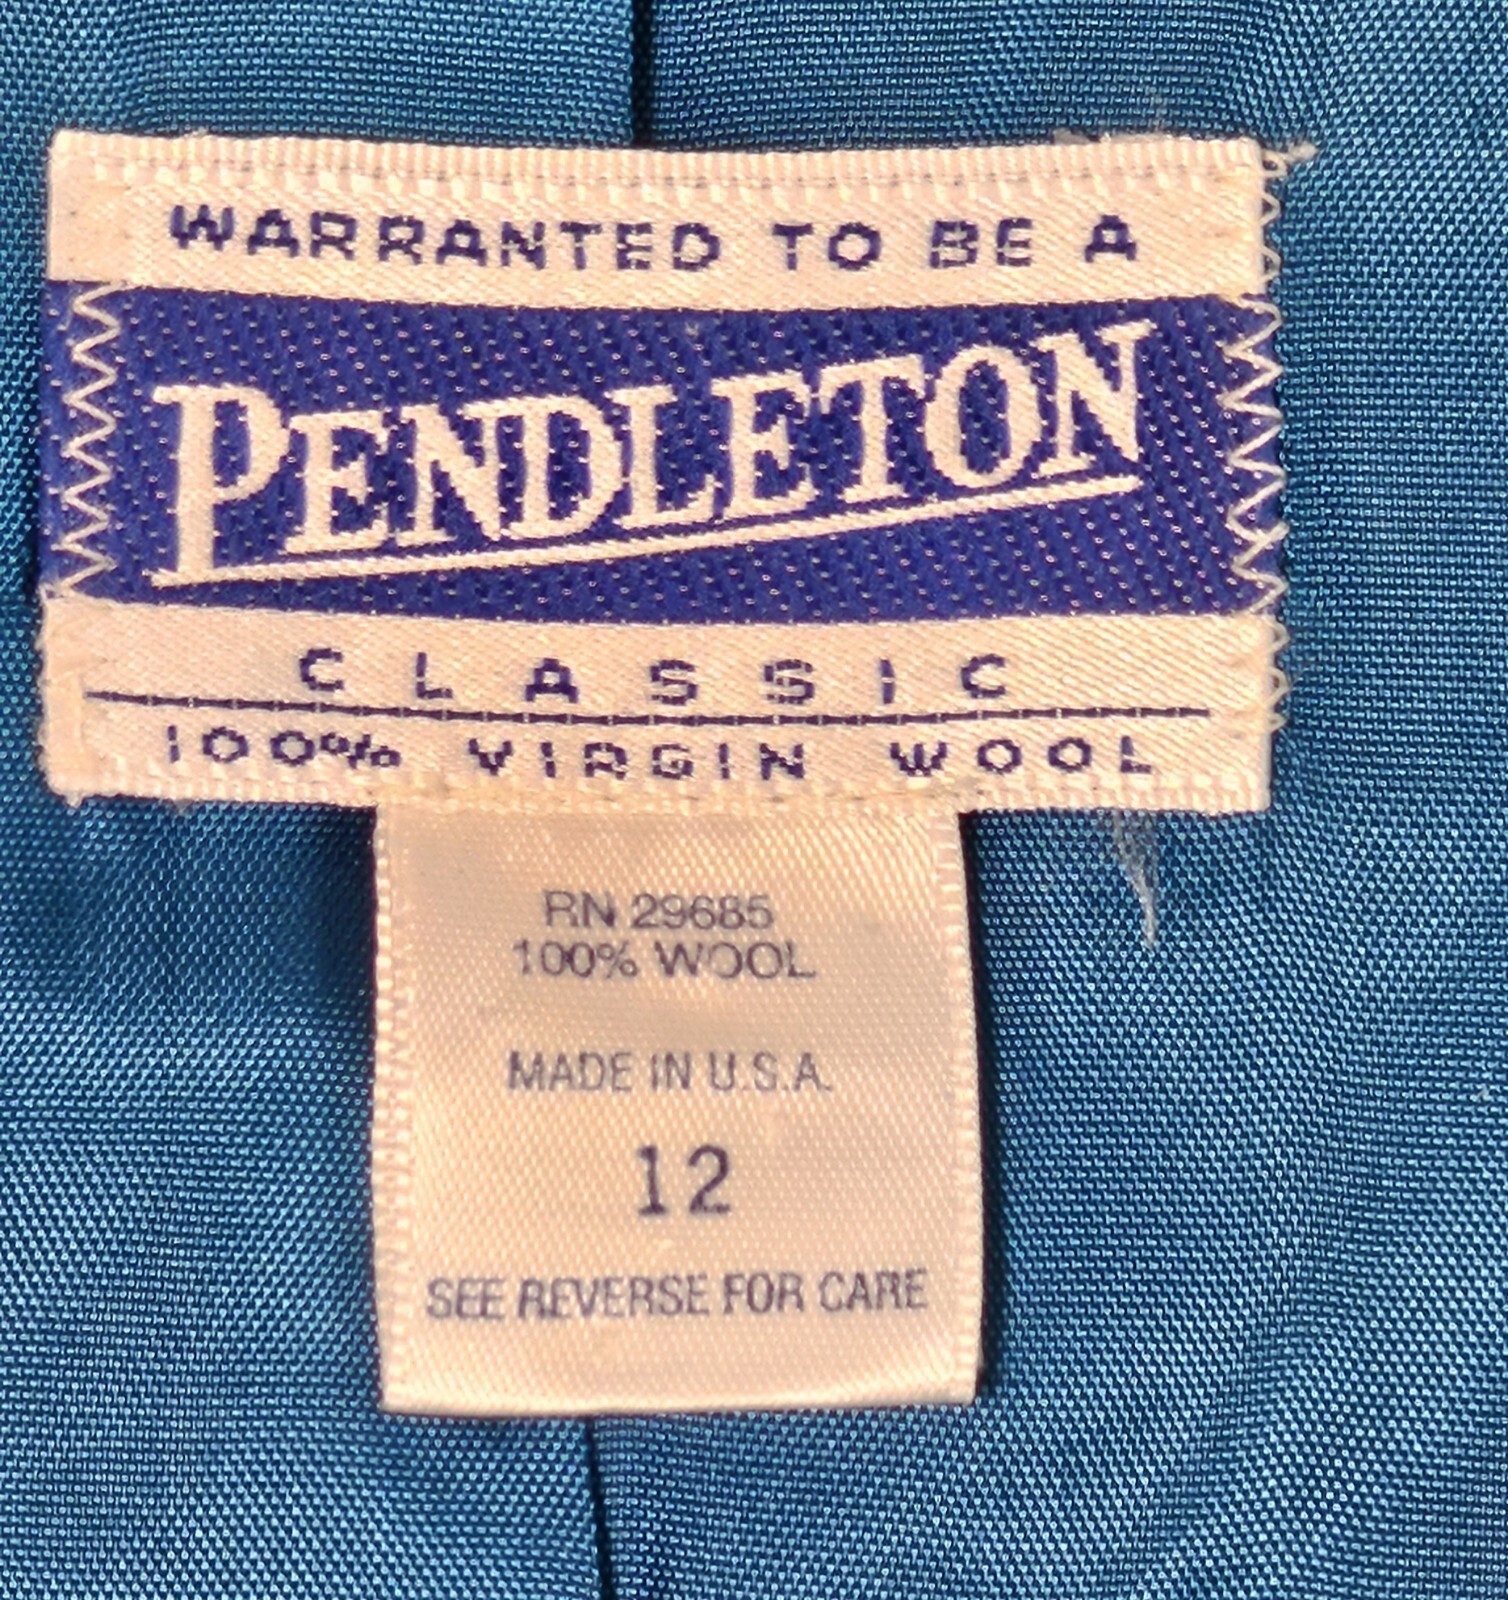 WARRANTED TO BE A
PENDLETON
CLASSIC
100% VIRGIN WOOL
RN 29685
100% WOOL
MADE IN U.S.A.
12
SEE REVERSE FOR CARE